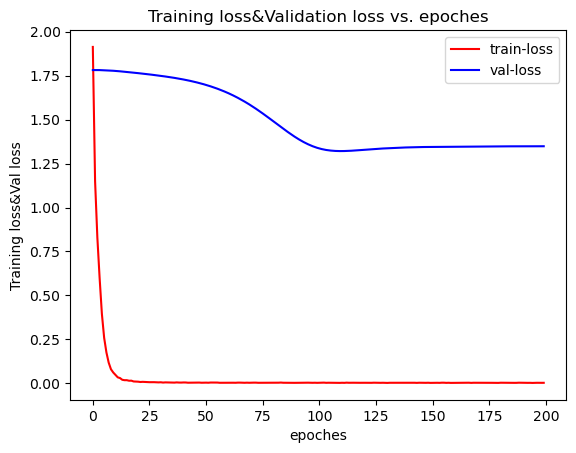 Training loss&Validation loss vs. epoches
train-loss
val-loss
Training loss&Val loss
2.00
1.75
1.50
1.25
1.00
0.75
0.50
0.25
0.00
0 25 50 75 100 125 150 175 200
epoches